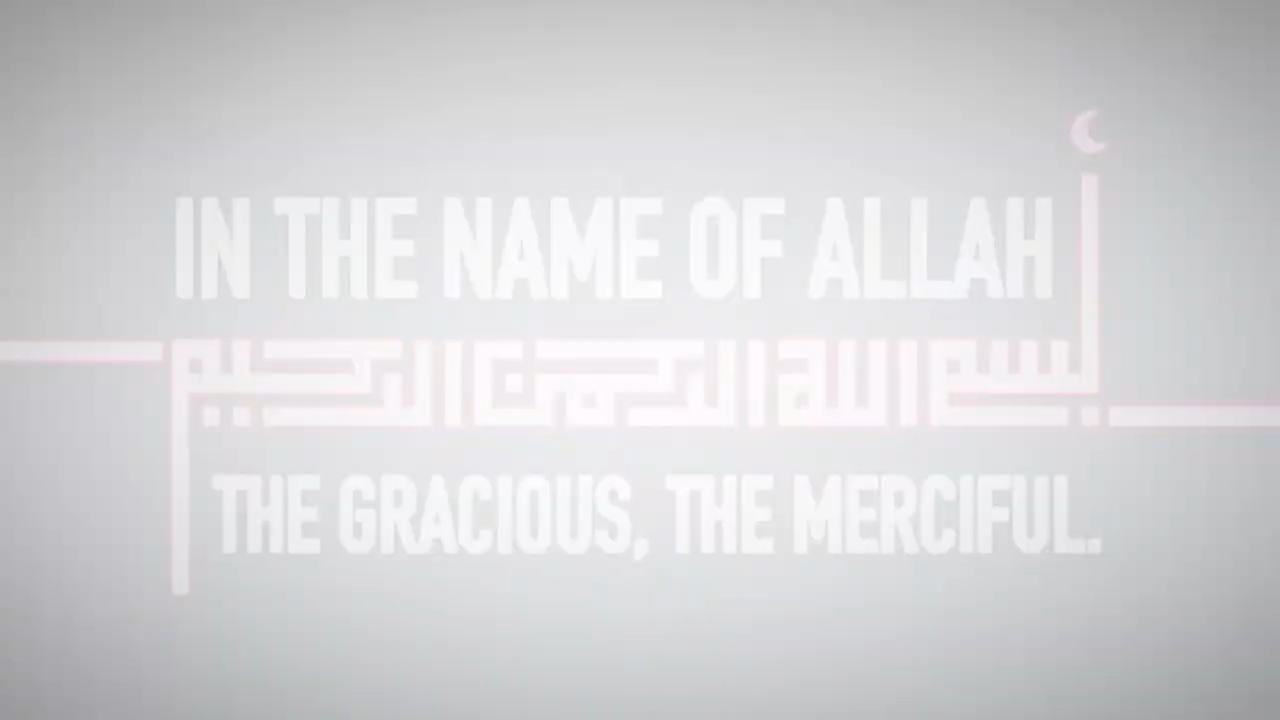 IN THE NAME OF ALLAH
بسم الله الرحمن الرحيم
THE GRACIOUS, THE MERCIFUL.